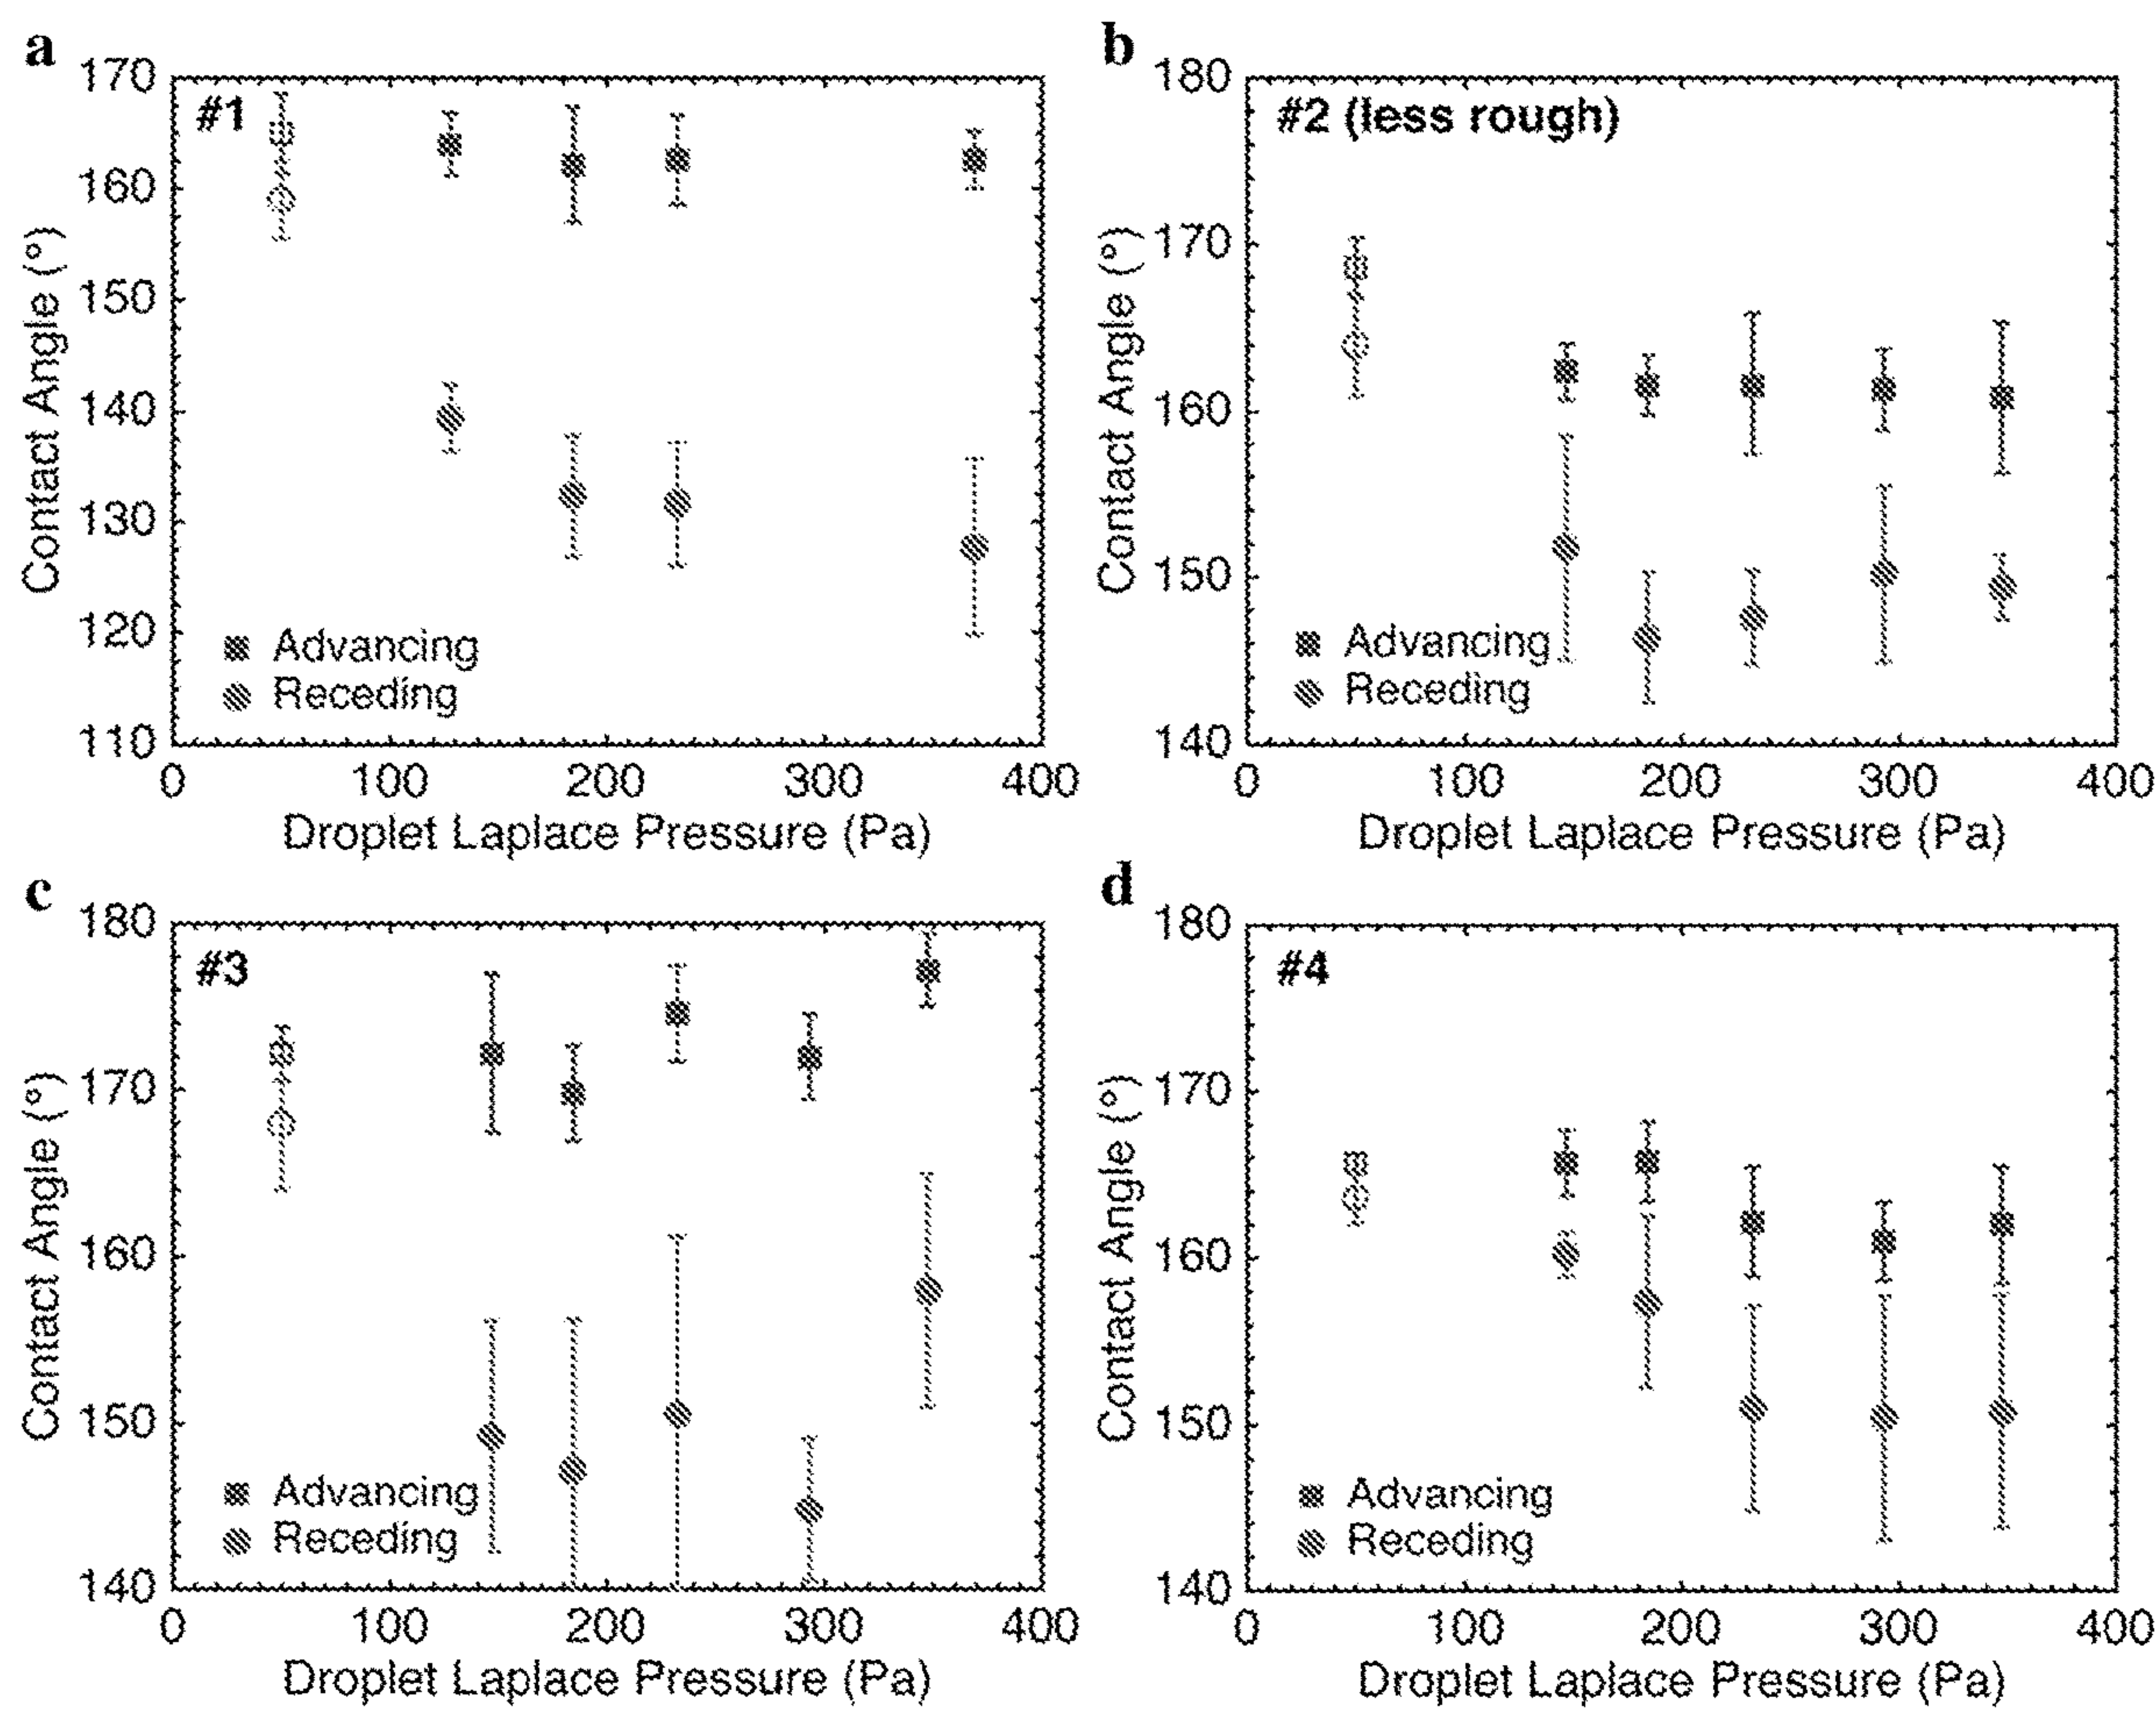 a
170
160
150
140
130
120
110
Contact Angle (°)
#1
Advancing
Receding
0 100 200 300 400
Droplet Laplace Pressure (Pa)
b
180
170
160
150
140
Contact Angle (°)
#2 (less rough)
Advancing
Receding
0 100 200 300 400
Droplet Laplace Pressure (Pa)
c
180
170
160
150
140
Contact Angle (°)
#3
Advancing
Receding
0 100 200 300 400
Droplet Laplace Pressure (Pa)
d
180
170
160
150
140
Contact Angle (°)
#4
Advancing
Receding
0 100 200 300 400
Droplet Laplace Pressure (Pa)